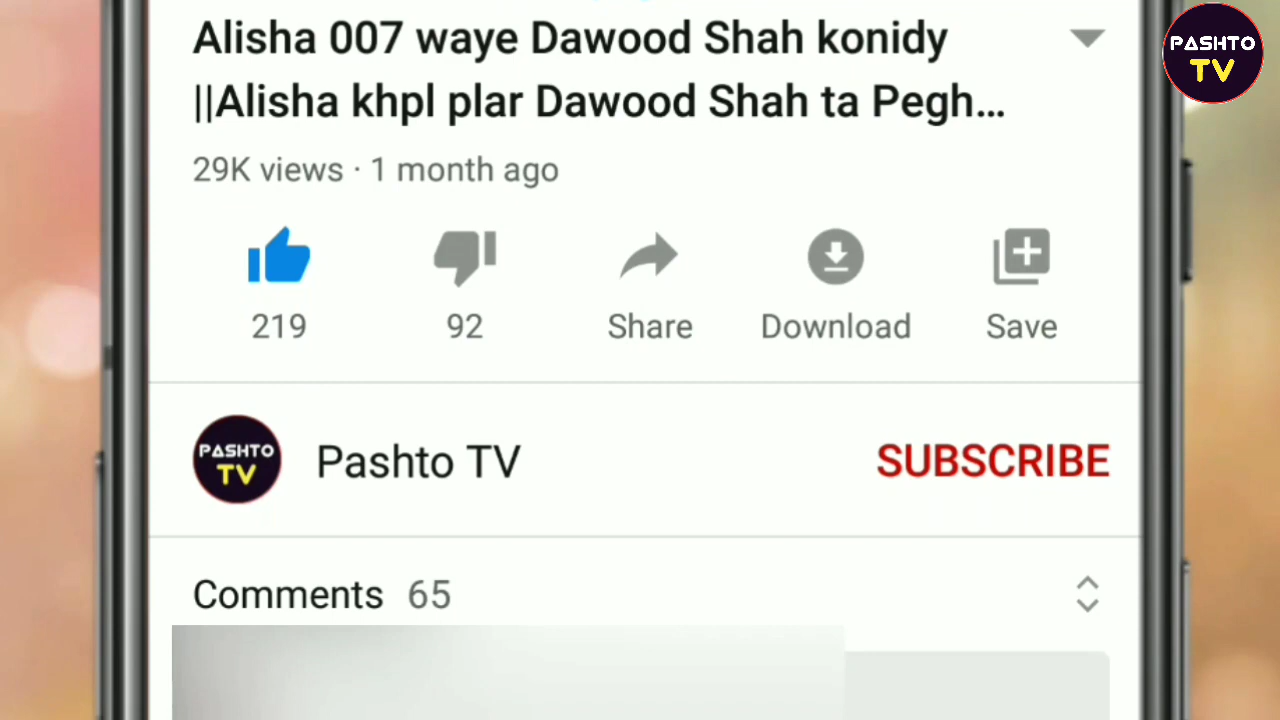 Alisha 007 waye Dawood Shah konidy
||Alisha khpl plar Dawood Shah ta Pegh...
29K views · 1 month ago
219
92
Share
Download
Save
PASHTO
TV
Pashto TV
SUBSCRIBE
Comments 65
PASHTO
TV